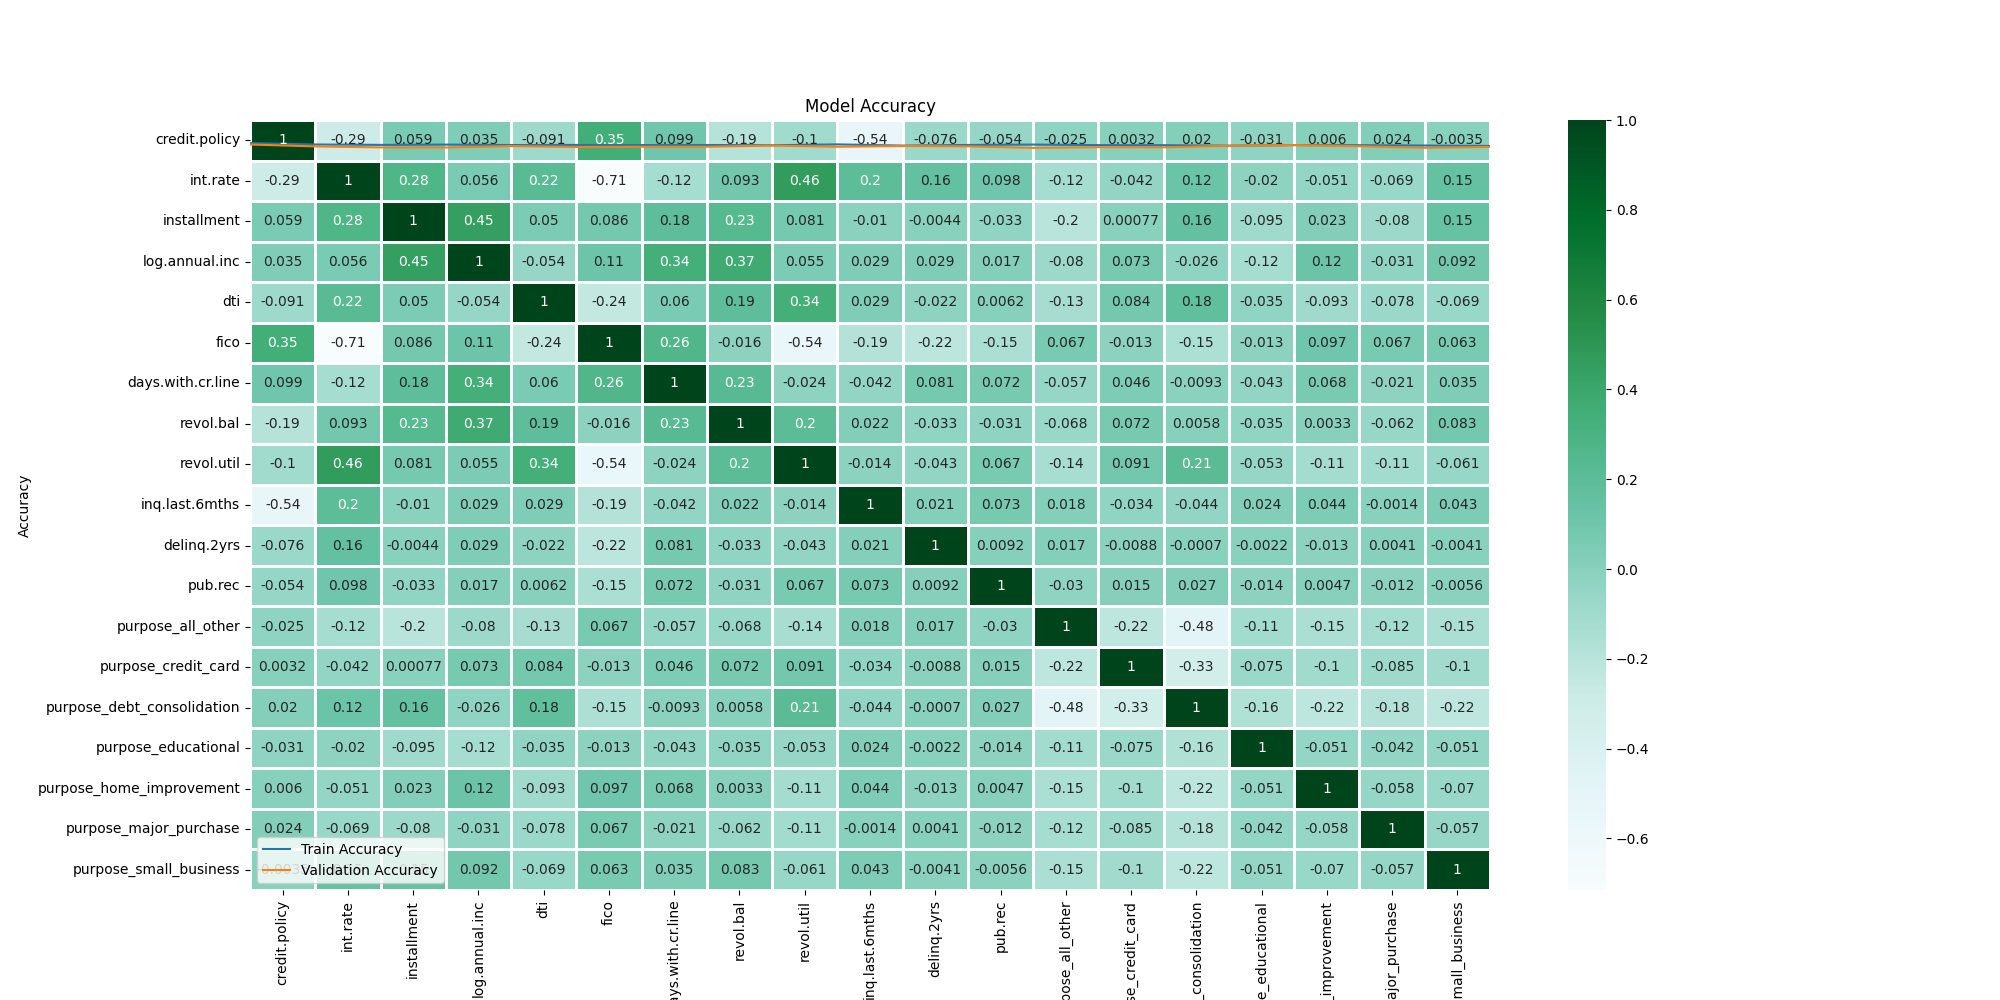 Model Accuracy
credit.policy 1 -0.29 0.059 0.035 -0.091 0.35 0.099 -0.19 -0.1 -0.54 -0.076 -0.054 -0.025 0.0032 0.02 -0.031 0.006 0.024 -0.0035 1.0
int.rate -0.29 1 0.28 0.056 0.22 -0.71 -0.12 0.093 0.46 0.2 0.16 0.098 -0.12 -0.042 0.12 -0.02 -0.051 -0.069 0.15
installment 0.059 0.28 1 0.45 0.05 0.086 0.18 0.23 0.081 -0.01 -0.0044 -0.033 -0.2 0.00077 0.16 -0.095 0.023 -0.08 0.15 0.8
log.annual.inc 0.035 0.056 0.45 1 -0.054 0.11 0.34 0.37 0.055 0.029 0.029 0.017 -0.08 0.073 -0.026 -0.12 0.12 -0.031 0.092
dti -0.091 0.22 0.05 -0.054 1 -0.24 0.06 0.19 0.34 0.029 -0.022 0.0062 -0.13 0.084 0.18 -0.035 -0.093 -0.078 -0.069 0.6
fico 0.35 -0.71 0.086 0.11 -0.24 1 0.26 -0.016 -0.54 -0.19 -0.22 -0.15 0.067 -0.013 -0.15 -0.013 0.097 0.067 0.063
days.with.cr.line 0.099 -0.12 0.18 0.34 0.06 0.26 1 0.23 -0.024 -0.042 0.081 0.072 -0.057 0.046 -0.0093 -0.043 0.068 -0.021 0.035 0.4
revol.bal -0.19 0.093 0.23 0.37 0.19 -0.016 0.23 1 0.2 0.022 -0.033 -0.031 -0.068 0.072 0.0058 -0.035 0.0033 -0.062 0.083
revol.util -0.1 0.46 0.081 0.055 0.34 -0.54 -0.024 0.2 1 -0.014 -0.043 0.067 -0.14 0.091 0.21 -0.053 -0.11 -0.11 -0.061 0.2
Accuracy
inq.last.6mths -0.54 0.2 -0.01 0.029 0.029 -0.19 -0.042 0.022 -0.014 1 0.021 0.073 0.018 -0.034 -0.044 0.024 0.044 -0.0014 0.043
delinq.2yrs -0.076 0.16 -0.0044 0.029 -0.022 -0.22 0.081 -0.033 -0.043 0.021 1 0.0092 0.017 -0.0088 -0.0007 -0.0022 -0.013 0.0041 -0.0041 0.0
pub.rec -0.054 0.098 -0.033 0.017 0.0062 -0.15 0.072 -0.031 0.067 0.073 0.0092 1 -0.03 0.015 0.027 -0.014 0.0047 -0.012 -0.0056
purpose_all_other -0.025 -0.12 -0.2 -0.08 -0.13 0.067 -0.057 -0.068 -0.14 0.018 0.017 -0.03 1 -0.22 -0.48 -0.11 -0.15 -0.12 -0.15
purpose_credit_card 0.0032 -0.042 0.00077 0.073 0.084 -0.013 0.046 0.072 0.091 -0.034 -0.0088 0.015 -0.22 1 -0.33 -0.075 -0.1 -0.085 -0.1 −0.2
purpose_debt_consolidation 0.02 0.12 0.16 -0.026 0.18 -0.15 -0.0093 0.0058 0.21 -0.044 -0.0007 0.027 -0.48 -0.33 1 -0.16 -0.22 -0.18 -0.22
purpose_educational -0.031 -0.02 -0.095 -0.12 -0.035 -0.013 -0.043 -0.035 -0.053 0.024 -0.0022 -0.014 -0.11 -0.075 -0.16 1 -0.051 -0.042 -0.051 −0.4
purpose_home_improvement 0.006 -0.051 0.023 0.12 -0.093 0.097 0.068 0.0033 -0.11 0.044 -0.013 0.0047 -0.15 -0.1 -0.22 -0.051 1 -0.058 -0.07
purpose_major_purchase 0.024 -0.069 -0.08 -0.031 -0.078 0.067 -0.021 -0.062 -0.11 -0.0014 0.0041 -0.012 -0.12 -0.085 -0.18 -0.042 -0.058 1 -0.057 −0.6
Train Accuracy
Validation Accuracy
purpose_small_business 0.092 -0.069 0.063 0.035 0.083 -0.061 0.043 -0.0041 -0.0056 -0.15 -0.1 -0.22 -0.051 -0.07 -0.057 1
credit.policy
int.rate
installment
log.annual.inc
dti
fico
ays.with.cr.line
revol.bal
revol.util
inq.last.6mths
delinq.2yrs
pub.rec
pose_all_other
se_credit_card
_consolidation
e_educational
_improvement
ajor_purchase
mall_business